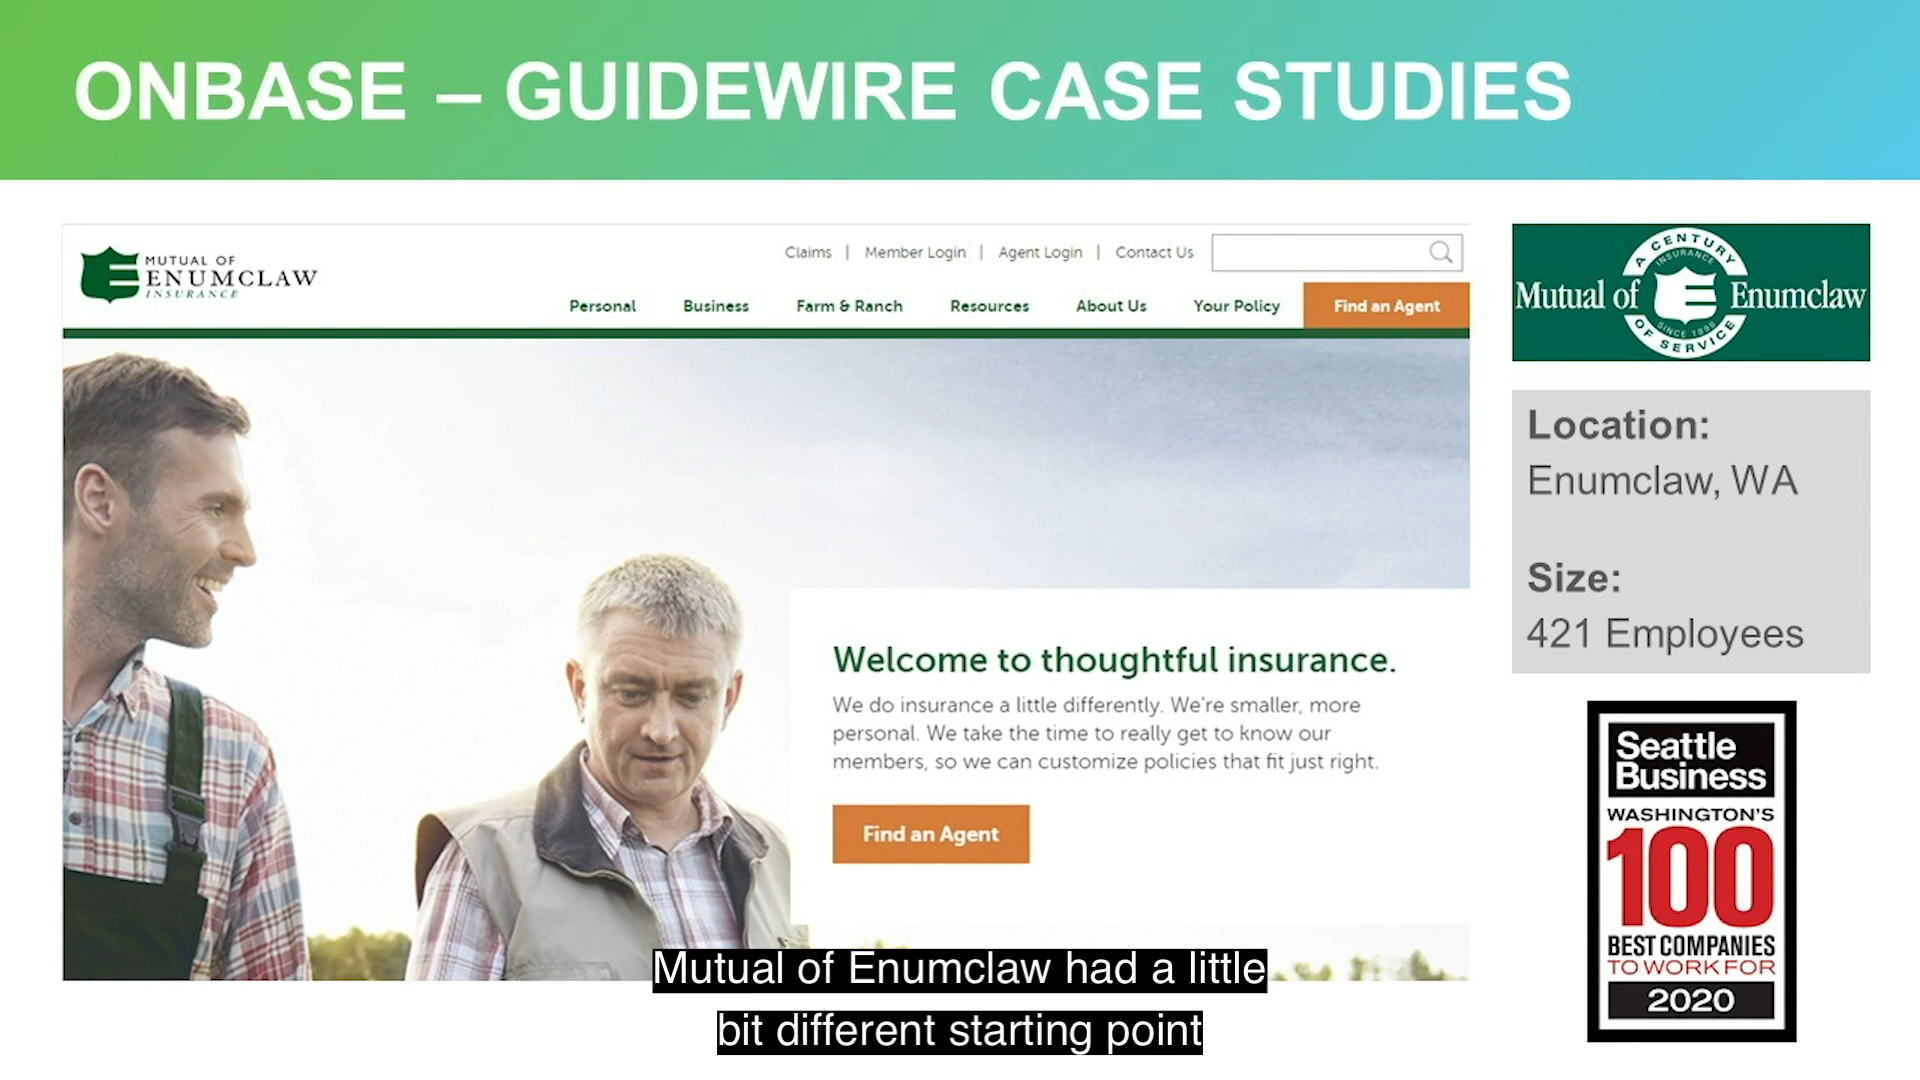 ONBASE – GUIDEWIRE CASE STUDIES
MUTUAL OF
ENUMCLAW
INSURANCE
Claims | Member Login | Agent Login | Contact Us
Personal Business Farm & Ranch Resources About Us Your Policy Find an Agent
Welcome to thoughtful insurance.
We do insurance a little differently. We're smaller, more
personal. We take the time to really get to know our
members, so we can customize policies that fit just right.
Find an Agent
A CENTURY
INSURANCE
Mutual of Enumclaw
SINCE 1898
OF SERVICE
Location:
Enumclaw, WA
Size:
421 Employees
Seattle
Business
WASHINGTON'S
100
BEST COMPANIES
TO WORK FOR
2020
Mutual of Enumclaw had a little
bit different starting point